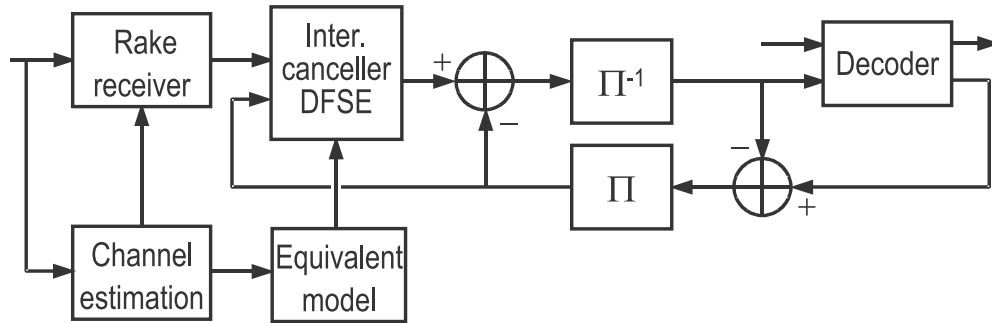 Rake
receiver
Inter.
canceller
DFSE
+
−
Π-1
Decoder
−
+
Π
Channel
estimation
Equivalent
model